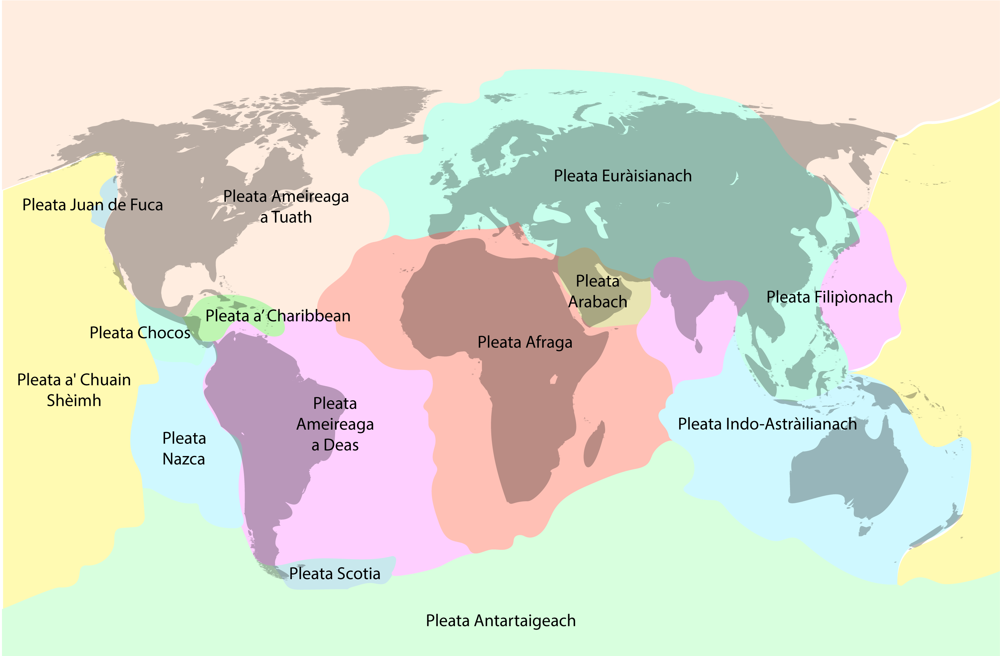 Pleata Euràisianach
Pleata Juan de Fuca
Pleata Ameireaga
a Tuath
Pleata
Arabach
Pleata Filipìonach
Pleata a’ Charibbean
Pleata Chocos
Pleata Afraga
Pleata a' Chuain
Shèimh
Pleata
Ameireaga
a Deas
Pleata Indo-Astràilianach
Pleata
Nazca
Pleata Scotia
Pleata Antartaigeach